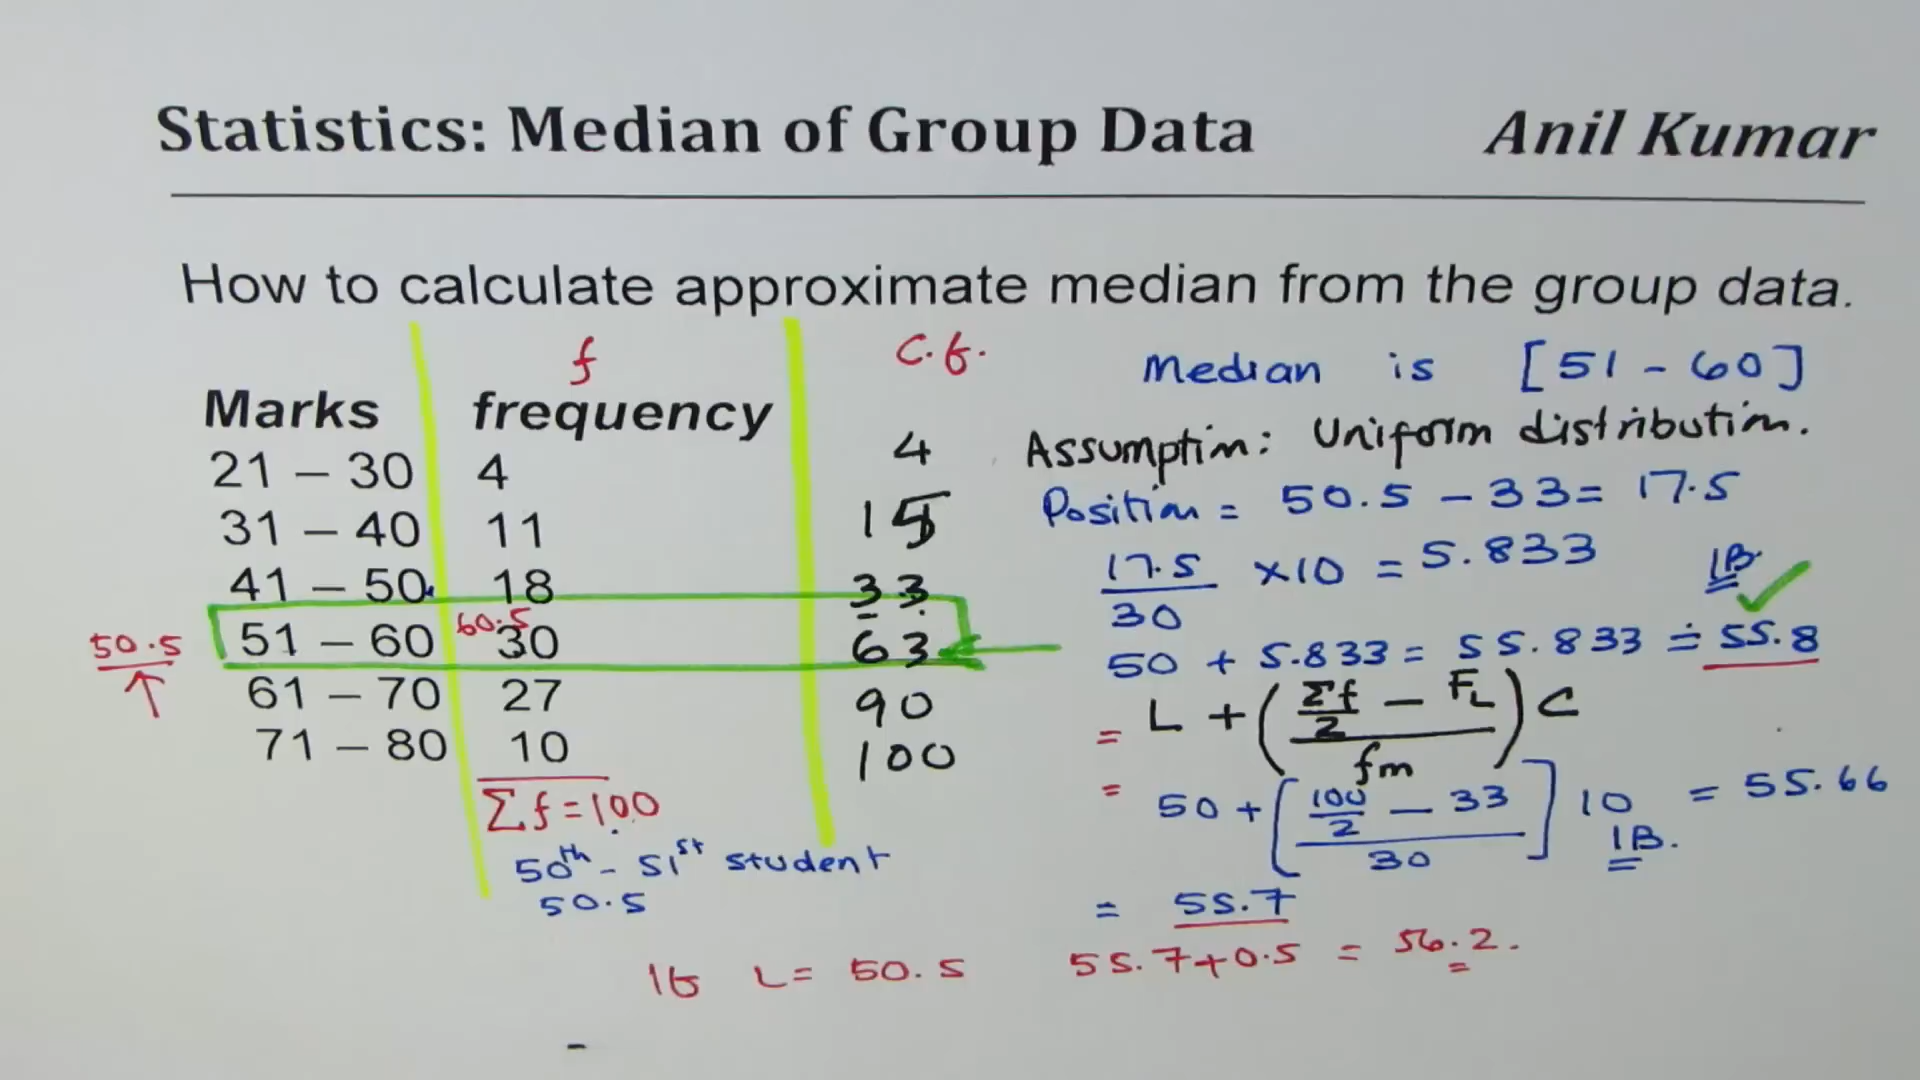 Statistics: Median of Group Data Anil Kumar
How to calculate approximate median from the group data.
f c.f.
Marks frequency
21 – 30 4 4
31 – 40 11 15
41 – 50 18 33
50.5 51 – 60 60.5 30 63
61 – 70 27 90
71 – 80 10 100
Σf = 100
50th - 51st student
50.5
Median is [51 - 60]
Assumption: Uniform distribution.
Position = 50.5 - 33 = 17.5
17.5/30 × 10 = 5.833
IB.
50 + 5.833 = 55.833 ≐ 55.8
= L + (Σf/2 - FL / fm) C
= 50 + [100/2 - 33 / 30] 10 = 55.66
IB.
= 55.7
If L = 50.5 55.7 + 0.5 = 56.2.
-